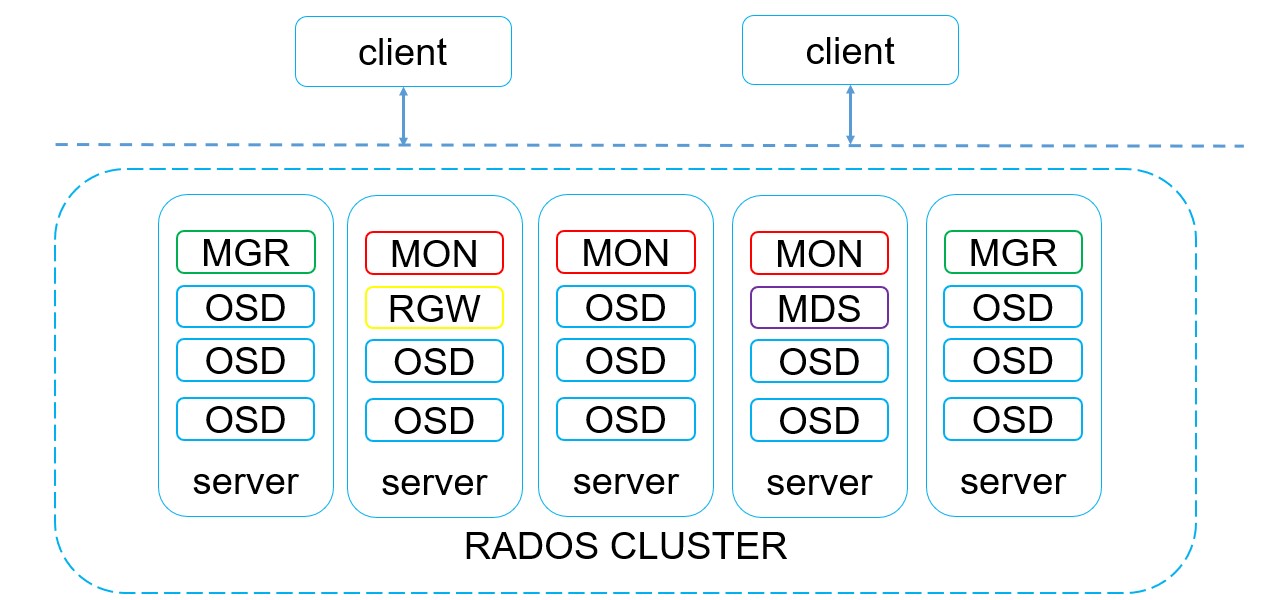 client
client
MGR
OSD
OSD
OSD
server
MON
RGW
OSD
OSD
server
MON
OSD
OSD
OSD
server
MON
MDS
OSD
OSD
server
MGR
OSD
OSD
OSD
server
RADOS CLUSTER